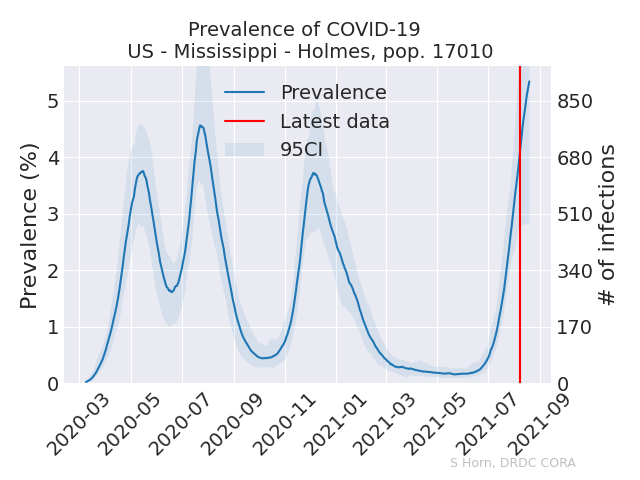 Prevalence of COVID-19
US - Mississippi - Holmes, pop. 17010
Prevalence
Latest data
95CI
Prevalence (%)
5
4
3
2
1
0
# of infections
850
680
510
340
170
0
2020-03
2020-05
2020-07
2020-09
2020-11
2021-01
2021-03
2021-05
2021-07
2021-09
S Horn, DRDC CORA